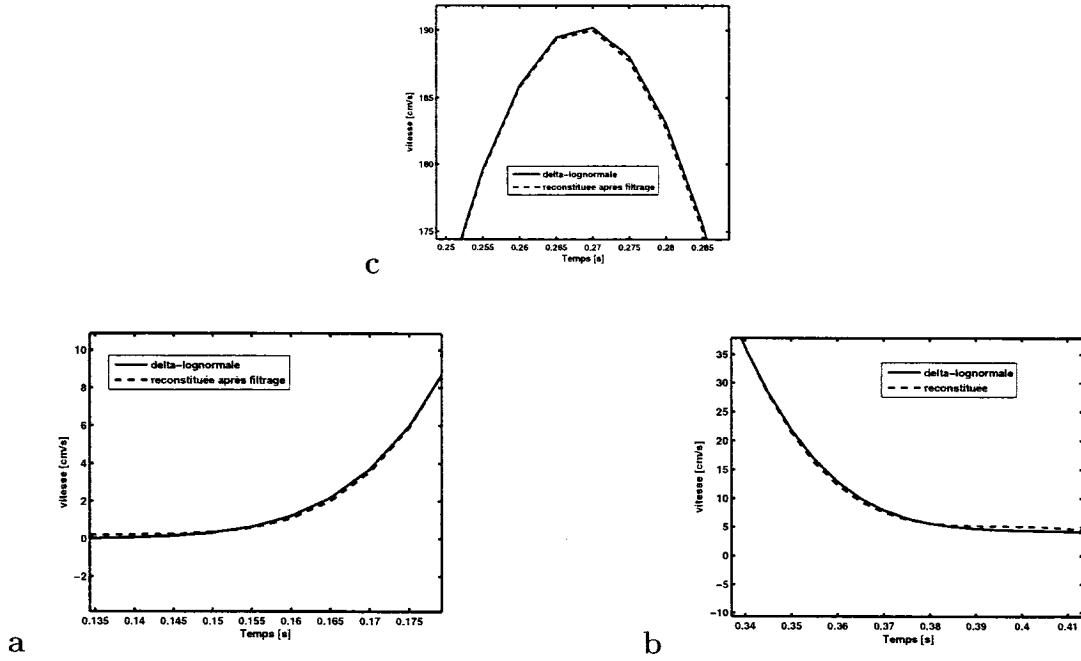 190
185
180
175
vitesse [cm/s]
delta-lognormale
reconstituée après filtrage
0.25 0.255 0.26 0.265 0.27 0.275 0.28 0.285
Temps [s]
c
10
8
6
4
2
0
-2
vitesse [cm/s]
delta-lognormale
reconstituée après filtrage
0.135 0.14 0.145 0.15 0.155 0.16 0.165 0.17 0.175
Temps [s]
a
35
30
25
20
15
10
5
0
-5
-10
vitesse [cm/s]
delta-lognormale
reconstituée
0.34 0.35 0.36 0.37 0.38 0.39 0.4 0.41
Temps [s]
b